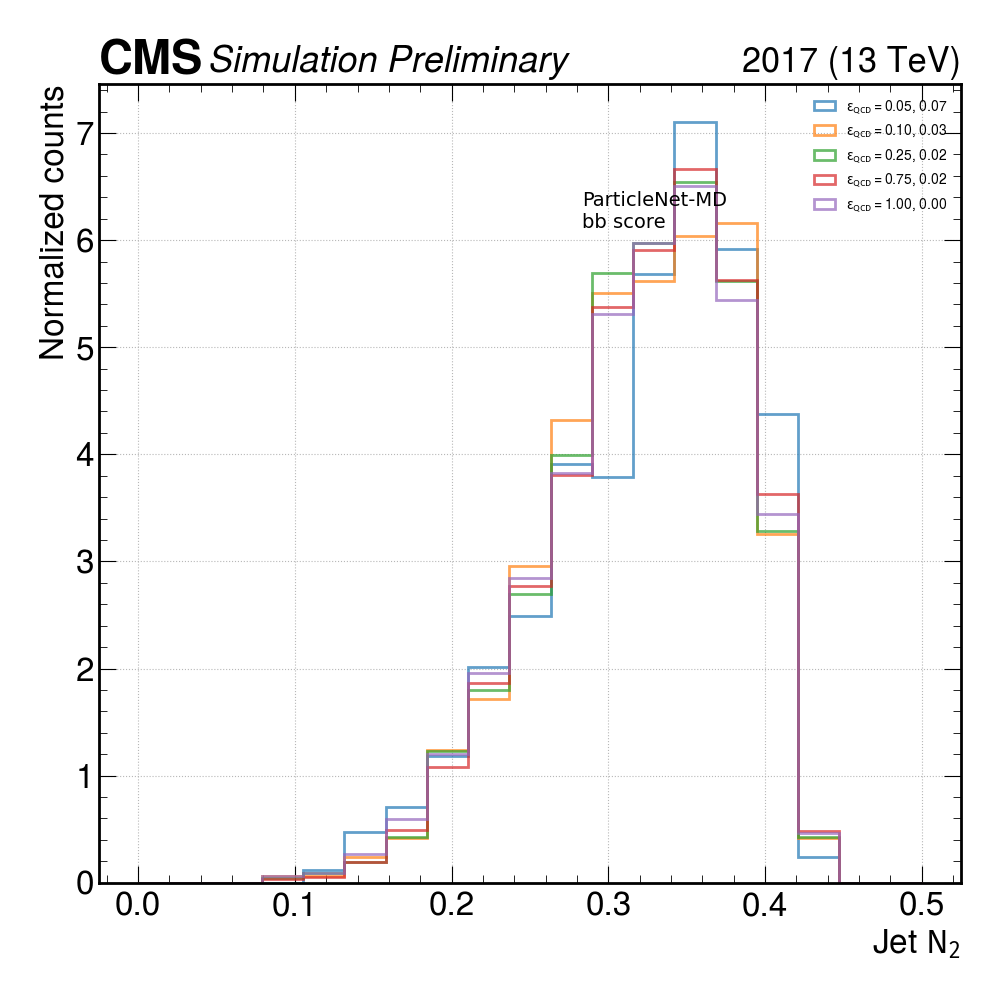 CMS Simulation Preliminary 2017 (13 TeV)
Normalized counts
7
6
5
4
3
2
1
0
ε_QCD = 0.05, 0.07
ε_QCD = 0.10, 0.03
ε_QCD = 0.25, 0.02
ε_QCD = 0.75, 0.02
ε_QCD = 1.00, 0.00
ParticleNet-MD
bb score
0.0 0.1 0.2 0.3 0.4 0.5
Jet N₂